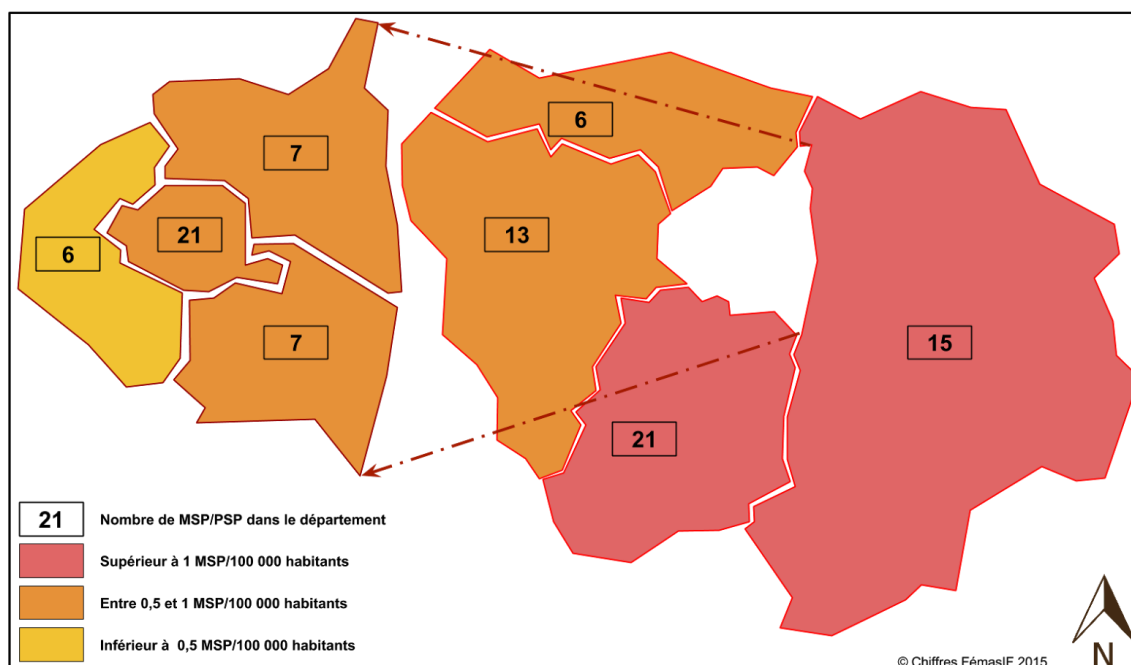 6
7
7
21
13
6
15
21
21 Nombre de MSP/PSP dans le département
Supérieur à 1 MSP/100 000 habitants
Entre 0,5 et 1 MSP/100 000 habitants
Inférieur à 0,5 MSP/100 000 habitants
N
© Chiffres FémasIF 2015